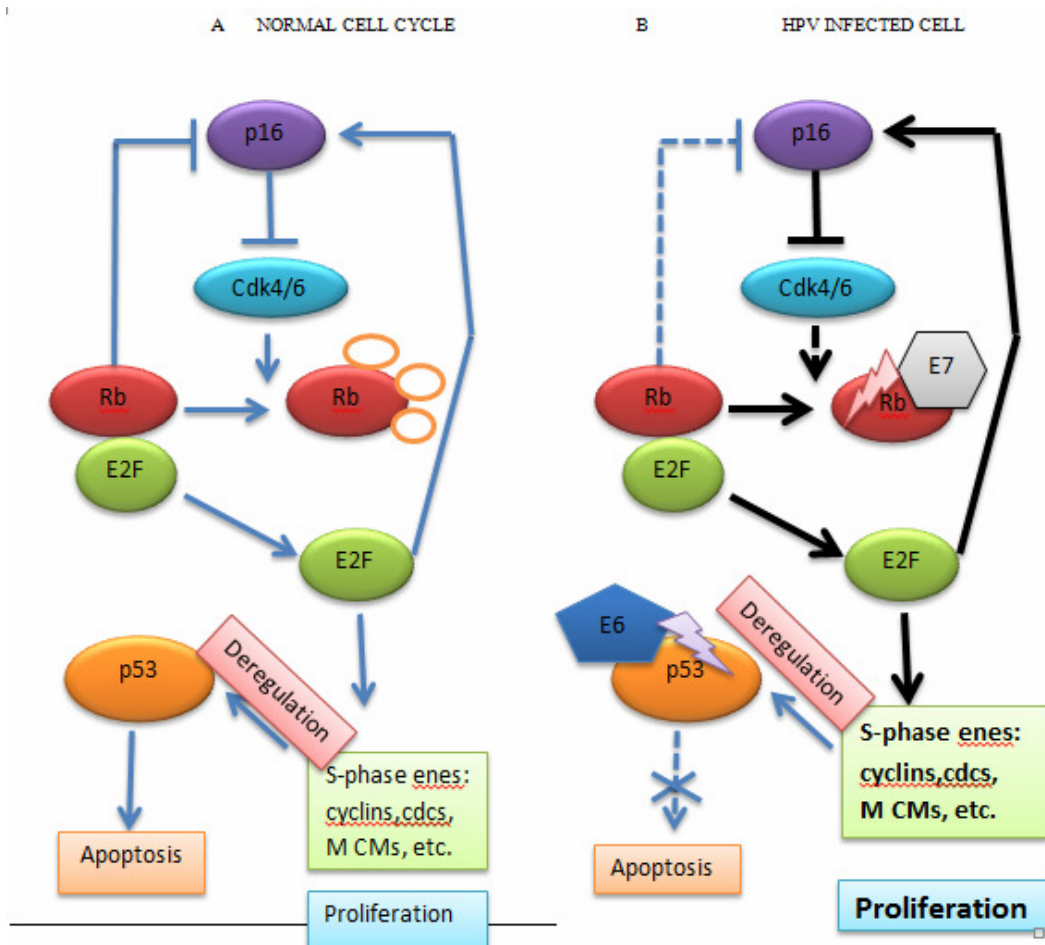 A NORMAL CELL CYCLE
p16
Cdk4/6
Rb
Rb
E2F
E2F
p53
Deregulation
S-phase enes:
cyclins,cdcs,
M CMs, etc.
Apoptosis
Proliferation
B HPV INFECTED CELL
p16
Cdk4/6
E7
Rb
Rb
E2F
E2F
E6
p53
Deregulation
S-phase enes:
cyclins,cdcs,
M CMs, etc.
Apoptosis
Proliferation